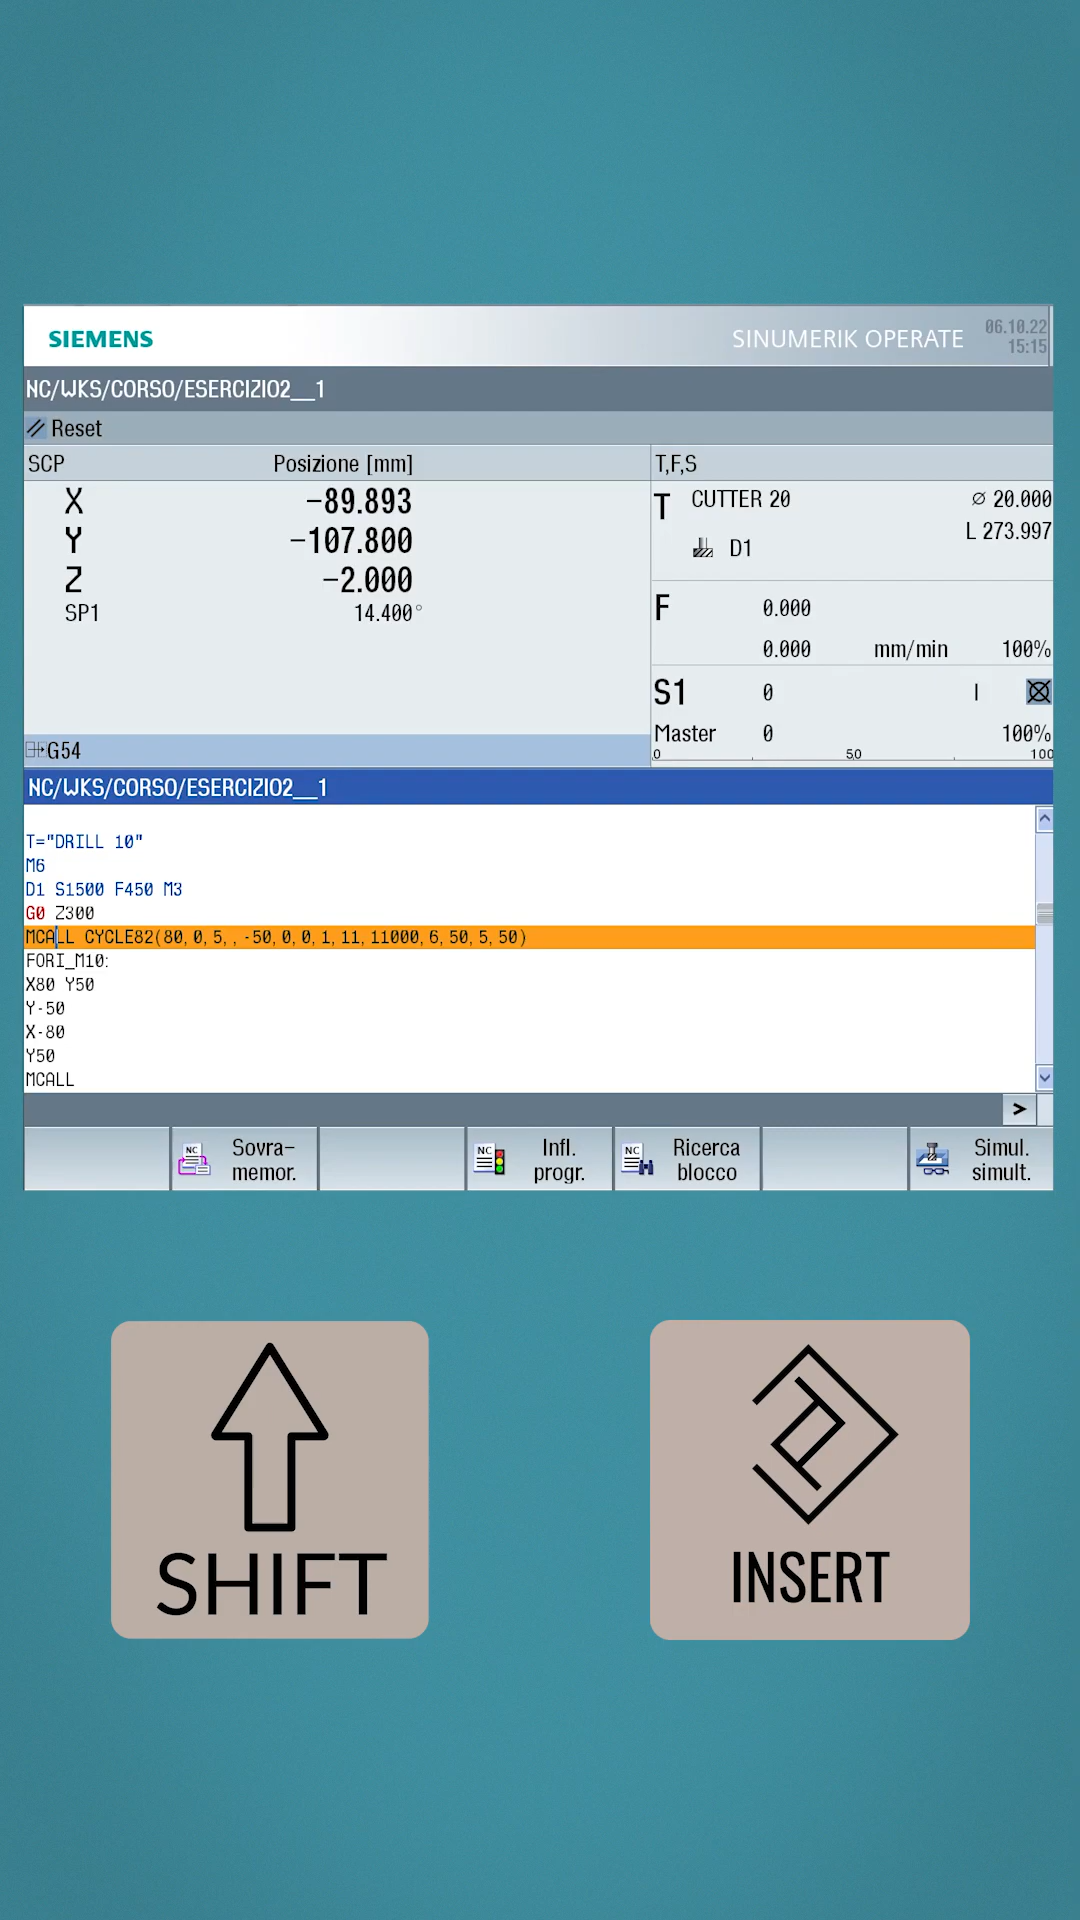 SIEMENS
SINUMERIK OPERATE
06.10.22
15:15
NC/WKS/CORSO/ESERCIZIO2__1
Reset
SCP Posizione [mm]
X -89.893
Y -107.800
Z -2.000
SP1 14.400°
G54
T,F,S
T CUTTER 20 ⌀ 20.000
L 273.997
D1
F 0.000
0.000 mm/min 100%
S1 0 I
Master 0 100%
0 50 100
NC/WKS/CORSO/ESERCIZIO2__1
T="DRILL 10"
M6
D1 S1500 F450 M3
G0 Z300
MCALL CYCLE82(80,0,5,,-50,0,0,1,11,11000,6,50,5,50)
FORI_M10:
X80 Y50
Y-50
X-80
Y50
MCALL
>
NC Sovra-
memor.
NC Infl.
progr.
NC Ricerca
blocco
Simul.
simult.
SHIFT
INSERT